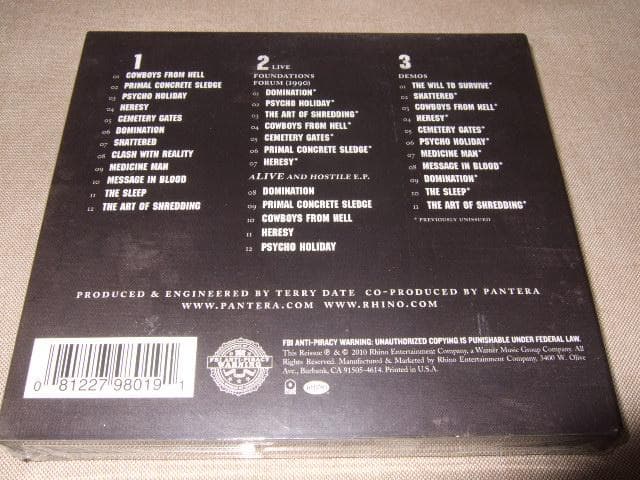 1
01 COWBOYS FROM HELL
02 PRIMAL CONCRETE SLEDGE
03 PSYCHO HOLIDAY
04 HERESY
05 CEMETERY GATES
06 DOMINATION
07 SHATTERED
08 CLASH WITH REALITY
09 MEDICINE MAN
10 MESSAGE IN BLOOD
11 THE SLEEP
12 THE ART OF SHREDDING
2 LIVE
FOUNDATIONS
FORUM (1990)
01 DOMINATION*
02 PSYCHO HOLIDAY*
03 THE ART OF SHREDDING*
04 COWBOYS FROM HELL*
05 CEMETERY GATES*
06 PRIMAL CONCRETE SLEDGE*
07 HERESY*
ALIVE AND HOSTILE E.P.
08 DOMINATION
09 PRIMAL CONCRETE SLEDGE
10 COWBOYS FROM HELL
11 HERESY
12 PSYCHO HOLIDAY
3
DEMOS
01 THE WILL TO SURVIVE*
02 SHATTERED*
03 COWBOYS FROM HELL*
04 HERESY*
05 CEMETERY GATES*
06 PSYCHO HOLIDAY*
07 MEDICINE MAN*
08 MESSAGE IN BLOOD*
09 DOMINATION*
10 THE SLEEP*
11 THE ART OF SHREDDING*
* PREVIOUSLY UNISSUED
PRODUCED & ENGINEERED BY TERRY DATE CO-PRODUCED BY PANTERA
WWW.PANTERA.COM WWW.RHINO.COM
0 81227 98019 1
FBI ANTI-PIRACY
WARNING
FBI ANTI-PIRACY WARNING: UNAUTHORIZED COPYING IS PUNISHABLE UNDER FEDERAL LAW.
This Reissue ℗ & © 2010 Rhino Entertainment Company, a Warner Music Group Company. All
Rights Reserved. Manufactured & Marketed by Rhino Entertainment Company, 3400 W. Olive
Ave., Burbank, CA 91505-4614. Printed in U.S.A.
RHINO